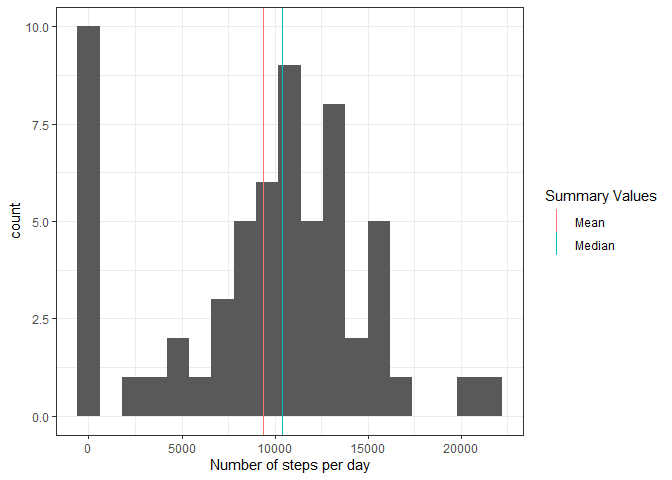 10.0
7.5
5.0
2.5
0.0
count
0 5000 10000 15000 20000
Number of steps per day
Summary Values
Mean
Median